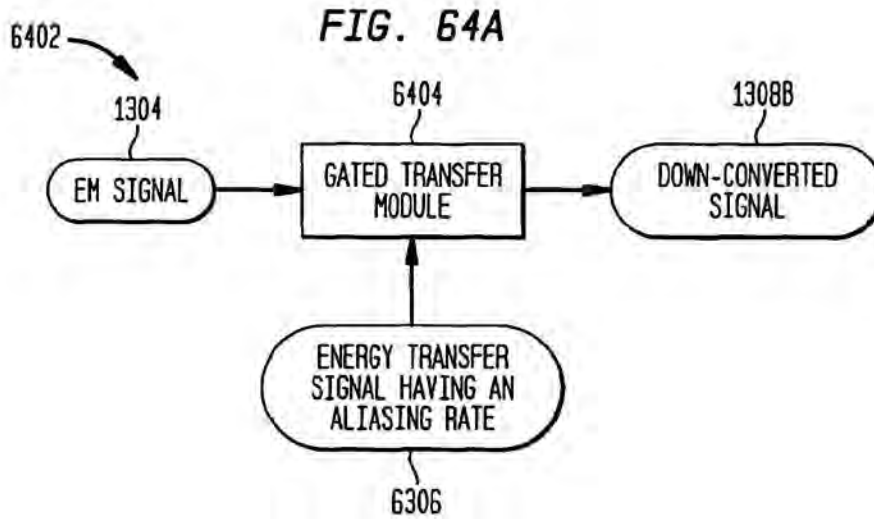 FIG. 64A
6402
1304
6404
1308B
EM SIGNAL
GATED TRANSFER
MODULE
DOWN-CONVERTED
SIGNAL
ENERGY TRANSFER
SIGNAL HAVING AN
ALIASING RATE
6306